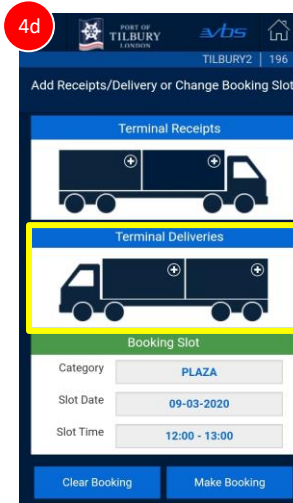 4d
PORT OF
TILBURY
LONDON
vbs
TILBURY2 | 196
Add Receipts/Delivery or Change Booking Slot
Terminal Receipts
Terminal Deliveries
Booking Slot
Category PLAZA
Slot Date 09-03-2020
Slot Time 12:00 - 13:00
Clear Booking Make Booking